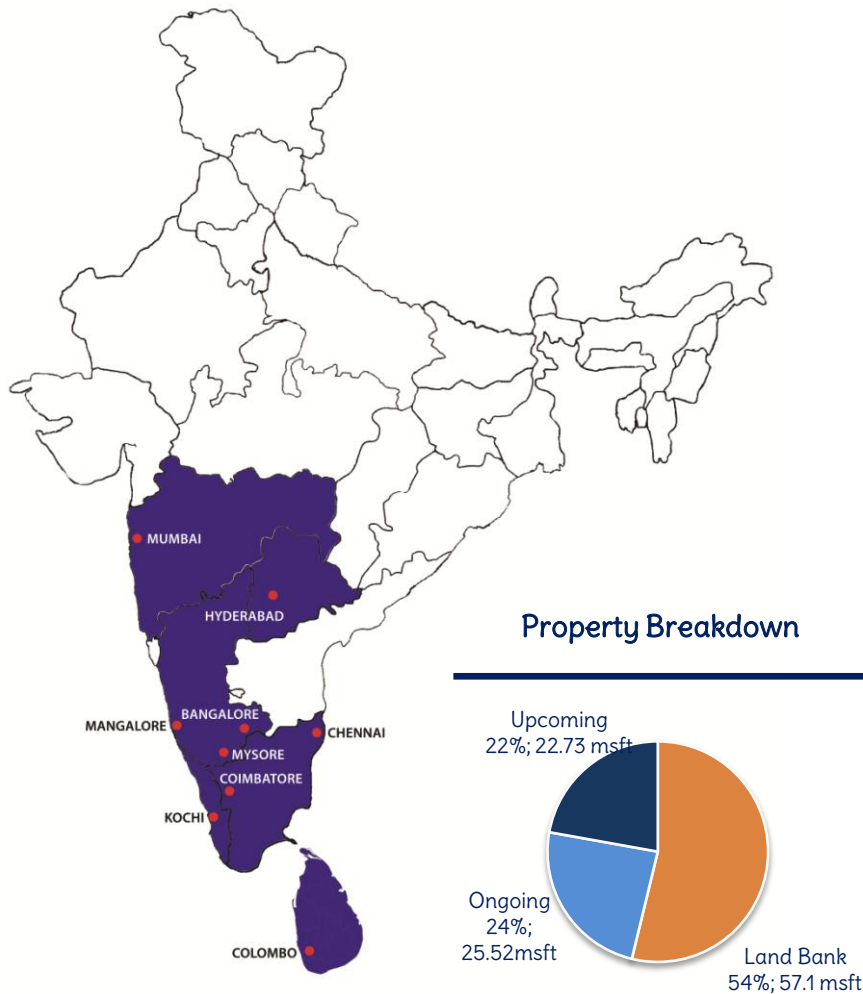 MUMBAI
HYDERABAD
MANGALORE
BANGALORE
CHENNAI
MYSORE
COIMBATORE
KOCHI
COLOMBO
Property Breakdown
Upcoming
22%; 22.73 msft
Ongoing
24%;
25.52msft
Land Bank
54%; 57.1 msft